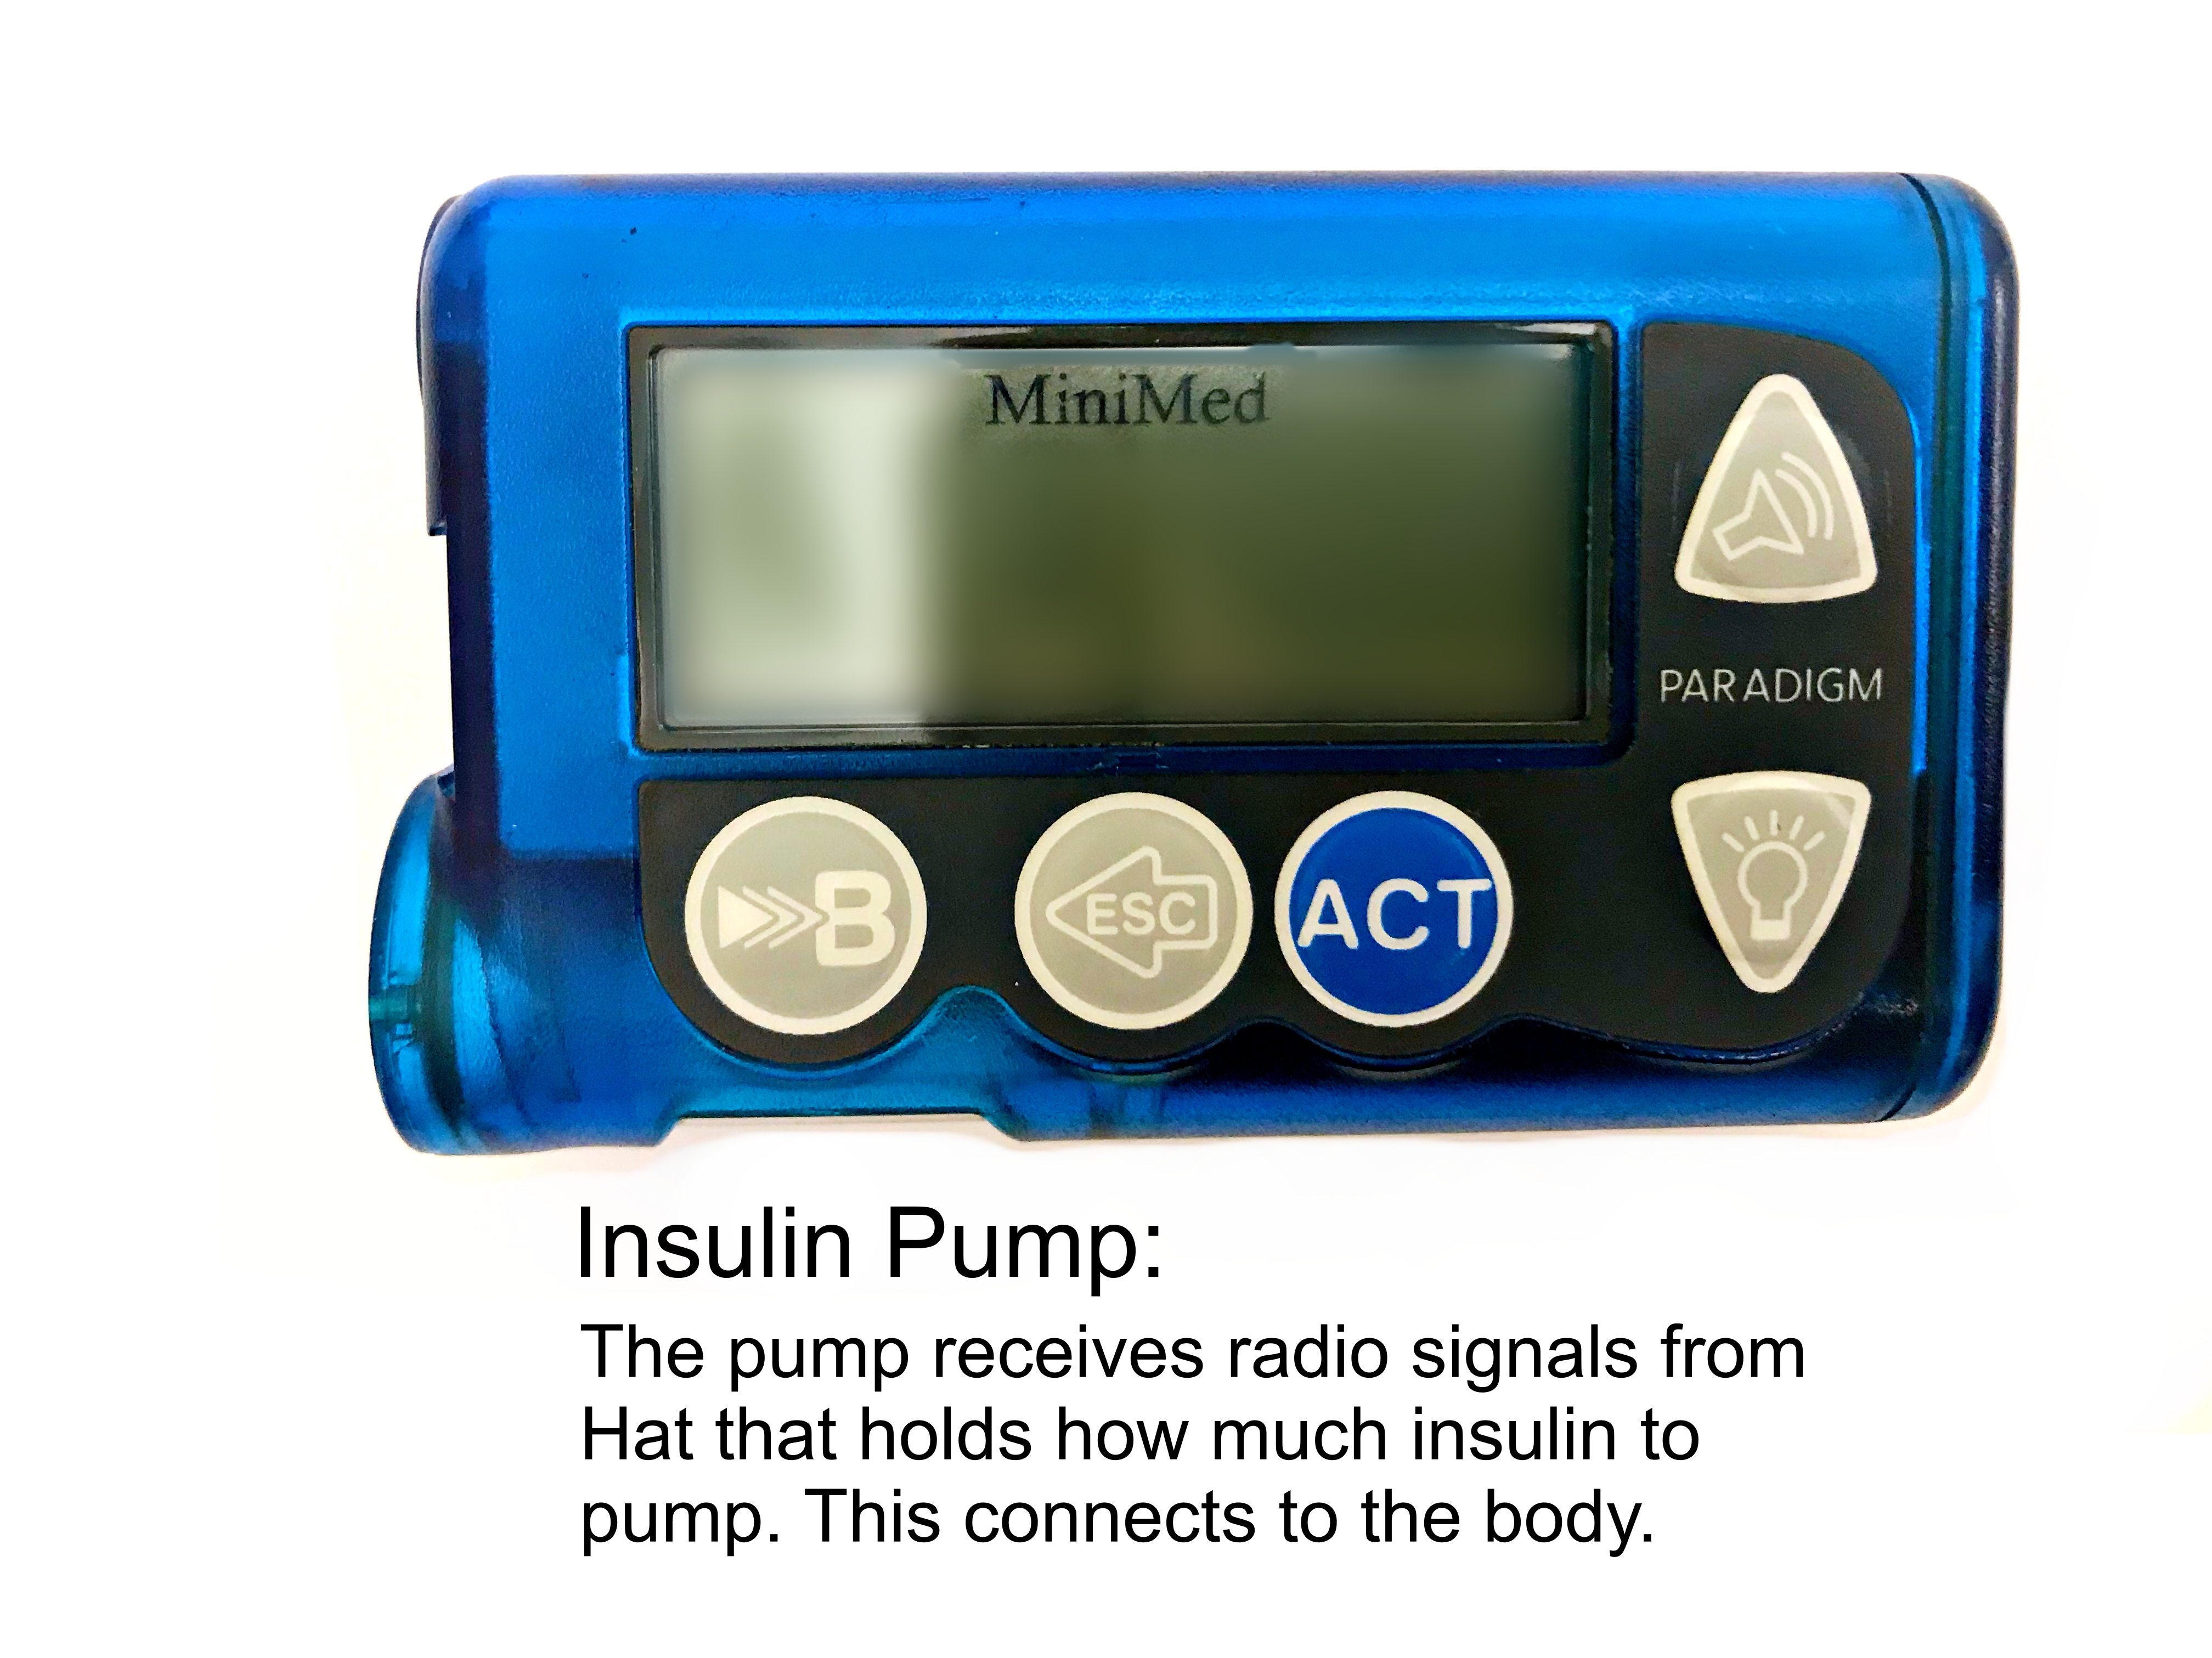 MiniMed
PARADIGM
B
ESC
ACT
Insulin Pump:
The pump receives radio signals from
Hat that holds how much insulin to
pump. This connects to the body.